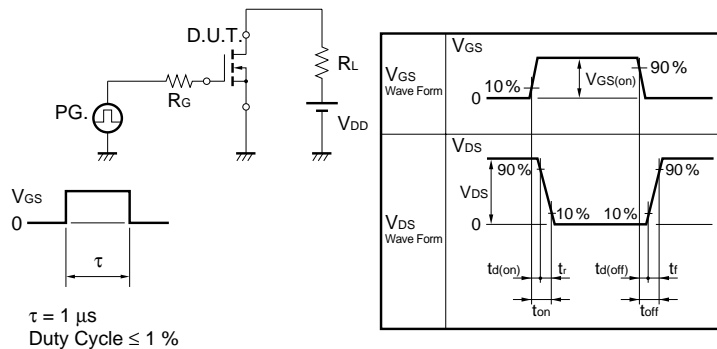 D.U.T.
RG
PG.
RL
VDD
VGS
0
τ
τ = 1 μs
Duty Cycle ≤ 1 %
VGS
Wave Form
VGS
10 %
0
VGS(on)
90 %
VDS
Wave Form
VDS
90 %
VDS
0
10 %
10 %
90 %
td(on)
tr
td(off)
tf
ton
toff